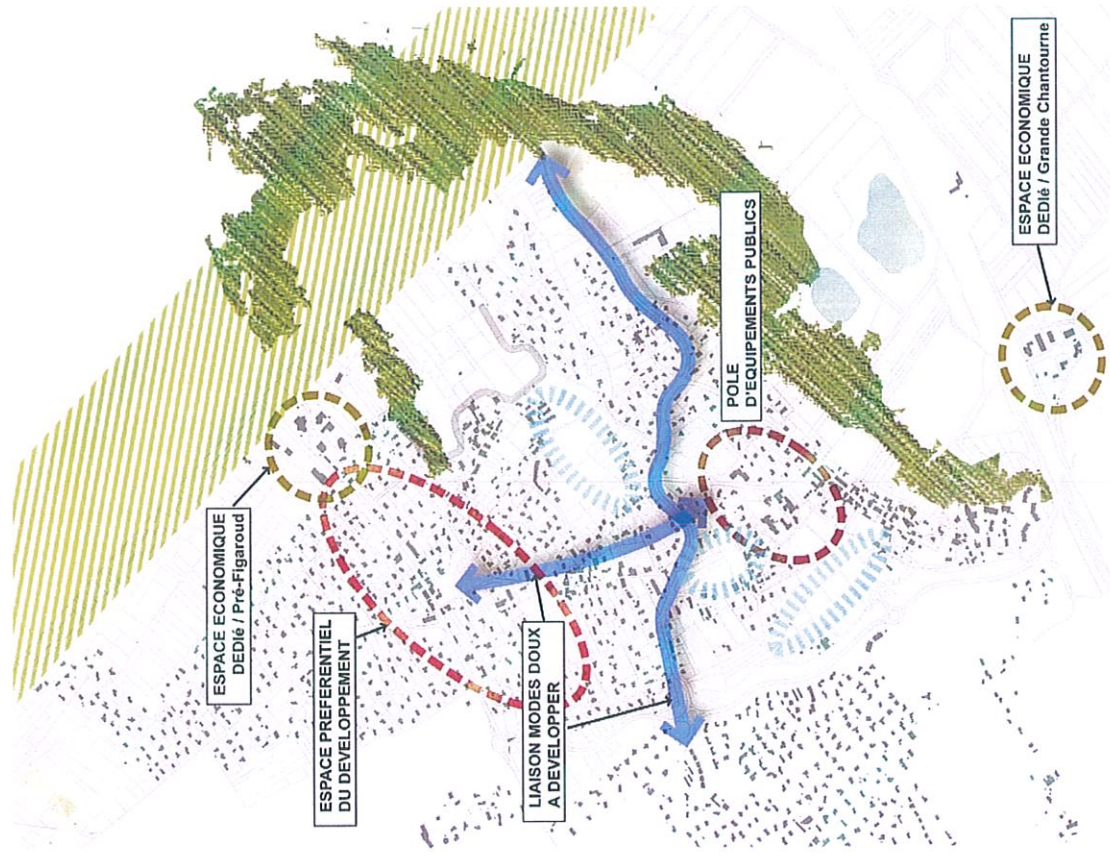 ESPACE ECONOMIQUE
DEDIé / Pré-Figaroud
ESPACE PREFERENTIEL
DU DEVELOPPEMENT
LIAISON MODES DOUX
A DEVELOPPER
POLE
D'EQUIPEMENTS PUBLICS
ESPACE ECONOMIQUE
DEDIé / Grande Chantourne